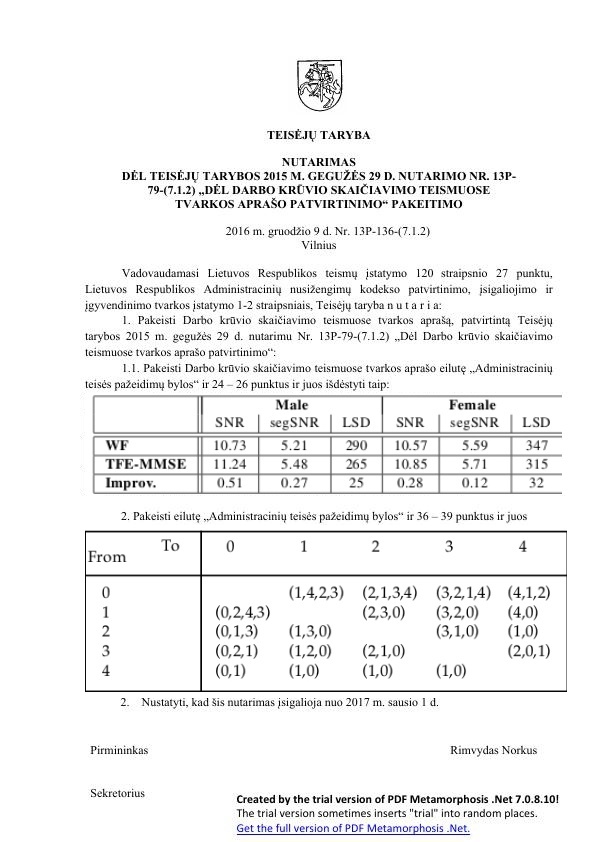 TEISĖJŲ TARYBA
NUTARIMAS
DĖL TEISĖJŲ TARYBOS 2015 M. GEGUŽĖS 29 D. NUTARIMO NR. 13P-
79-(7.1.2) „DĖL DARBO KRŪVIO SKAIČIAVIMO TEISMUOSE
TVARKOS APRAŠO PATVIRTINIMO“ PAKEITIMO
2016 m. gruodžio 9 d. Nr. 13P-136-(7.1.2)
Vilnius
Vadovaudamasi Lietuvos Respublikos teismų įstatymo 120 straipsnio 27 punktu,
Lietuvos Respublikos Administracinių nusižengimų kodekso patvirtinimo, įsigaliojimo ir
įgyvendinimo tvarkos įstatymo 1-2 straipsniais, Teisėjų taryba n u t a r i a:
1. Pakeisti Darbo krūvio skaičiavimo teismuose tvarkos aprašą, patvirtintą Teisėjų
tarybos 2015 m. gegužės 29 d. nutarimu Nr. 13P-79-(7.1.2) „Dėl Darbo krūvio skaičiavimo
teismuose tvarkos aprašo patvirtinimo“:
1.1. Pakeisti Darbo krūvio skaičiavimo teismuose tvarkos aprašo eilutę „Administracinių
teisės pažeidimų bylos“ ir 24 – 26 punktus ir juos išdėstyti taip:
Male Female
SNR segSNR LSD SNR segSNR LSD
WF 10.73 5.21 290 10.57 5.59 347
TFE-MMSE 11.24 5.48 265 10.85 5.71 315
Improv. 0.51 0.27 25 0.28 0.12 32
2. Pakeisti eilutę „Administracinių teisės pažeidimų bylos“ ir 36 – 39 punktus ir juos
From To 0 1 2 3 4
0 (1,4,2,3) (2,1,3,4) (3,2,1,4) (4,1,2)
1 (0,2,4,3) (2,3,0) (3,2,0) (4,0)
2 (0,1,3) (1,3,0) (3,1,0) (1,0)
3 (0,2,1) (1,2,0) (2,1,0) (2,0,1)
4 (0,1) (1,0) (1,0) (1,0)
2. Nustatyti, kad šis nutarimas įsigalioja nuo 2017 m. sausio 1 d.
Pirmininkas Rimvydas Norkus
Sekretorius
Created by the trial version of PDF Metamorphosis .Net 7.0.8.10!
The trial version sometimes inserts "trial" into random places.
Get the full version of PDF Metamorphosis .Net.